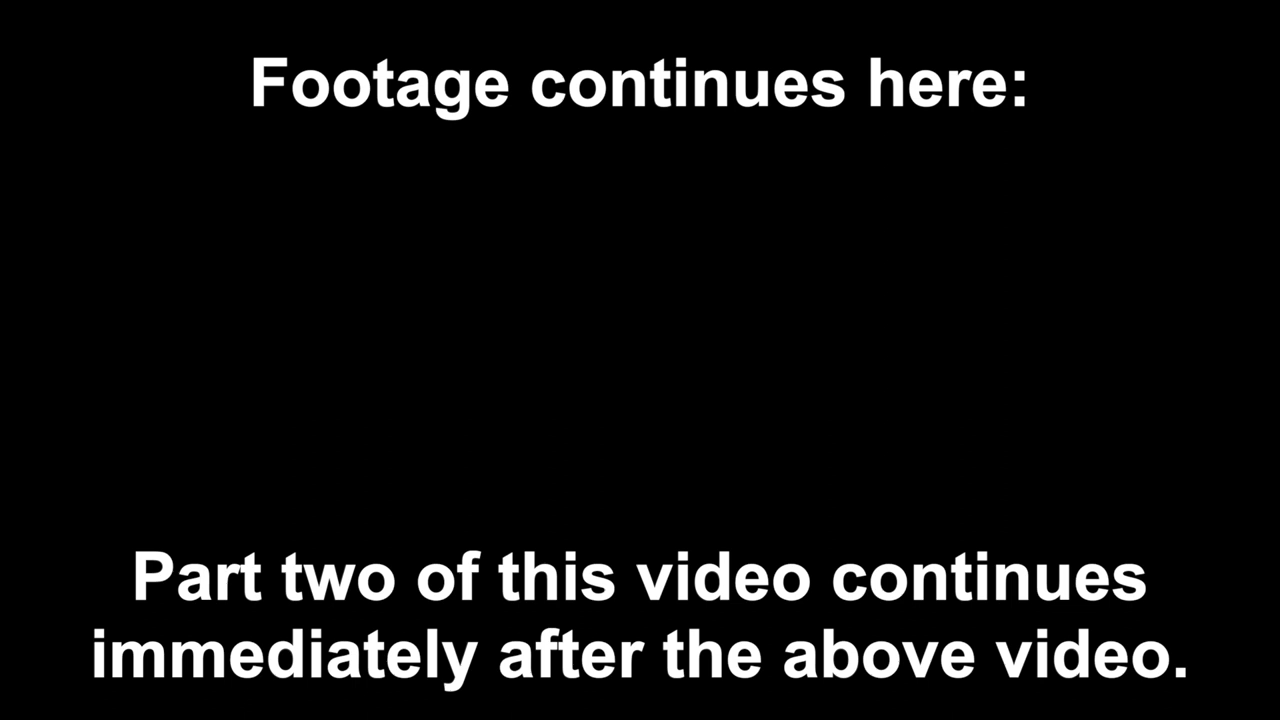 Footage continues here:
Part two of this video continues
immediately after the above video.